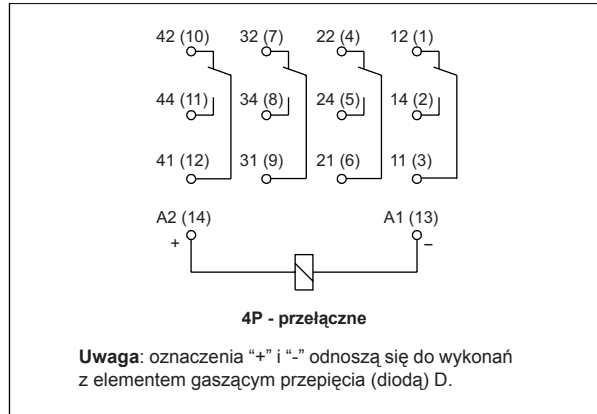 42 (10) 32 (7) 22 (4) 12 (1)
44 (11) 34 (8) 24 (5) 14 (2)
41 (12) 31 (9) 21 (6) 11 (3)
A2 (14) A1 (13)
+ –
4P - przełączne
Uwaga: oznaczenia “+” i “-” odnoszą się do wykonań
z elementem gaszącym przepięcia (diodą) D.